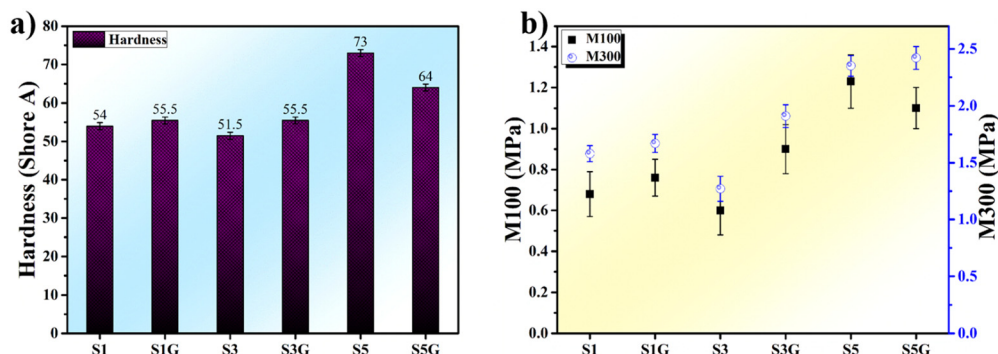 a)
Hardness
Hardness (Shore A)
80
70
60
50
40
30
20
10
0
54
55.5
51.5
55.5
73
64
S1 S1G S3 S3G S5 S5G
b)
M100
M300
M100 (MPa)
1.4
1.2
1.0
0.8
0.6
0.4
0.2
0.0
M300 (MPa)
2.5
2.0
1.5
1.0
0.5
0.0
S1 S1G S3 S3G S5 S5G